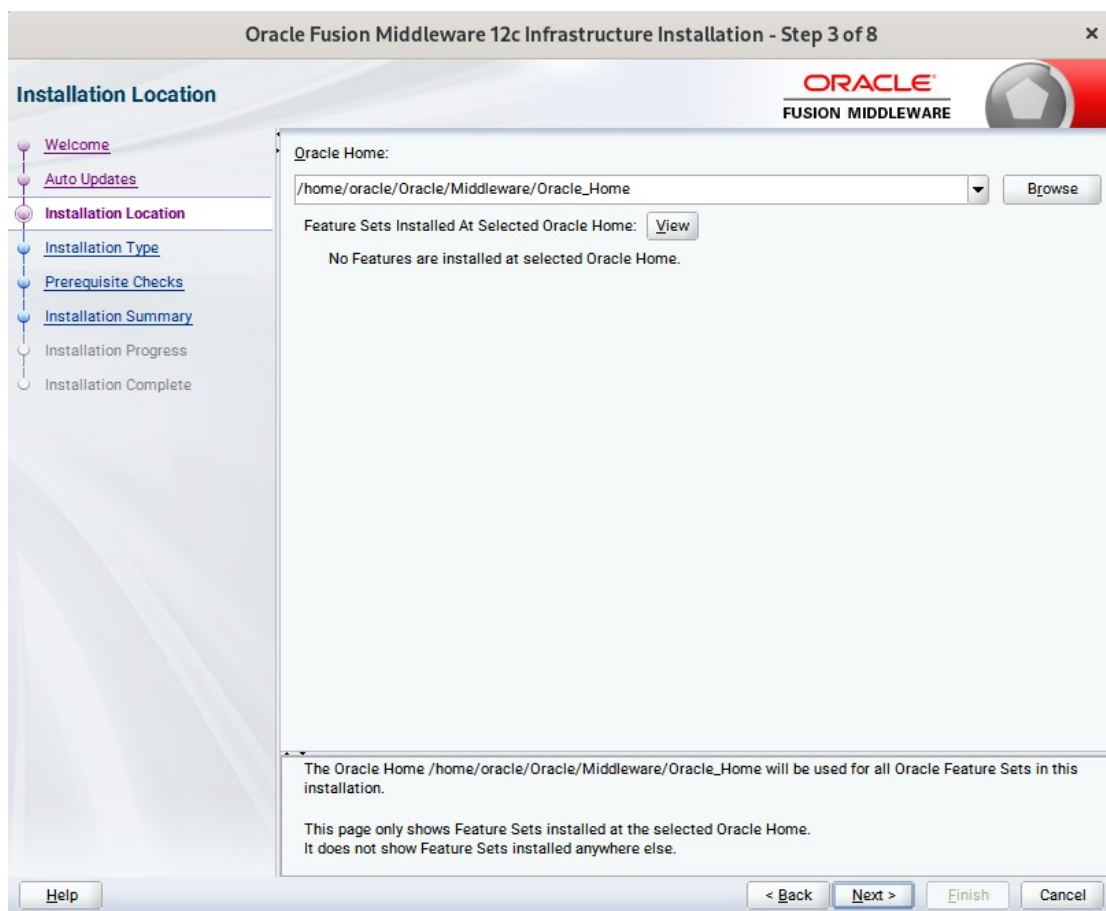 Oracle Fusion Middleware 12c Infrastructure Installation - Step 3 of 8
Installation Location
ORACLE
FUSION MIDDLEWARE
Welcome
Auto Updates
Installation Location
Installation Type
Prerequisite Checks
Installation Summary
Installation Progress
Installation Complete
Oracle Home:
/home/oracle/Oracle/Middleware/Oracle_Home
Browse
Feature Sets Installed At Selected Oracle Home: View
No Features are installed at selected Oracle Home.
The Oracle Home /home/oracle/Oracle/Middleware/Oracle_Home will be used for all Oracle Feature Sets in this
installation.
This page only shows Feature Sets installed at the selected Oracle Home.
It does not show Feature Sets installed anywhere else.
Help
< Back
Next >
Finish
Cancel